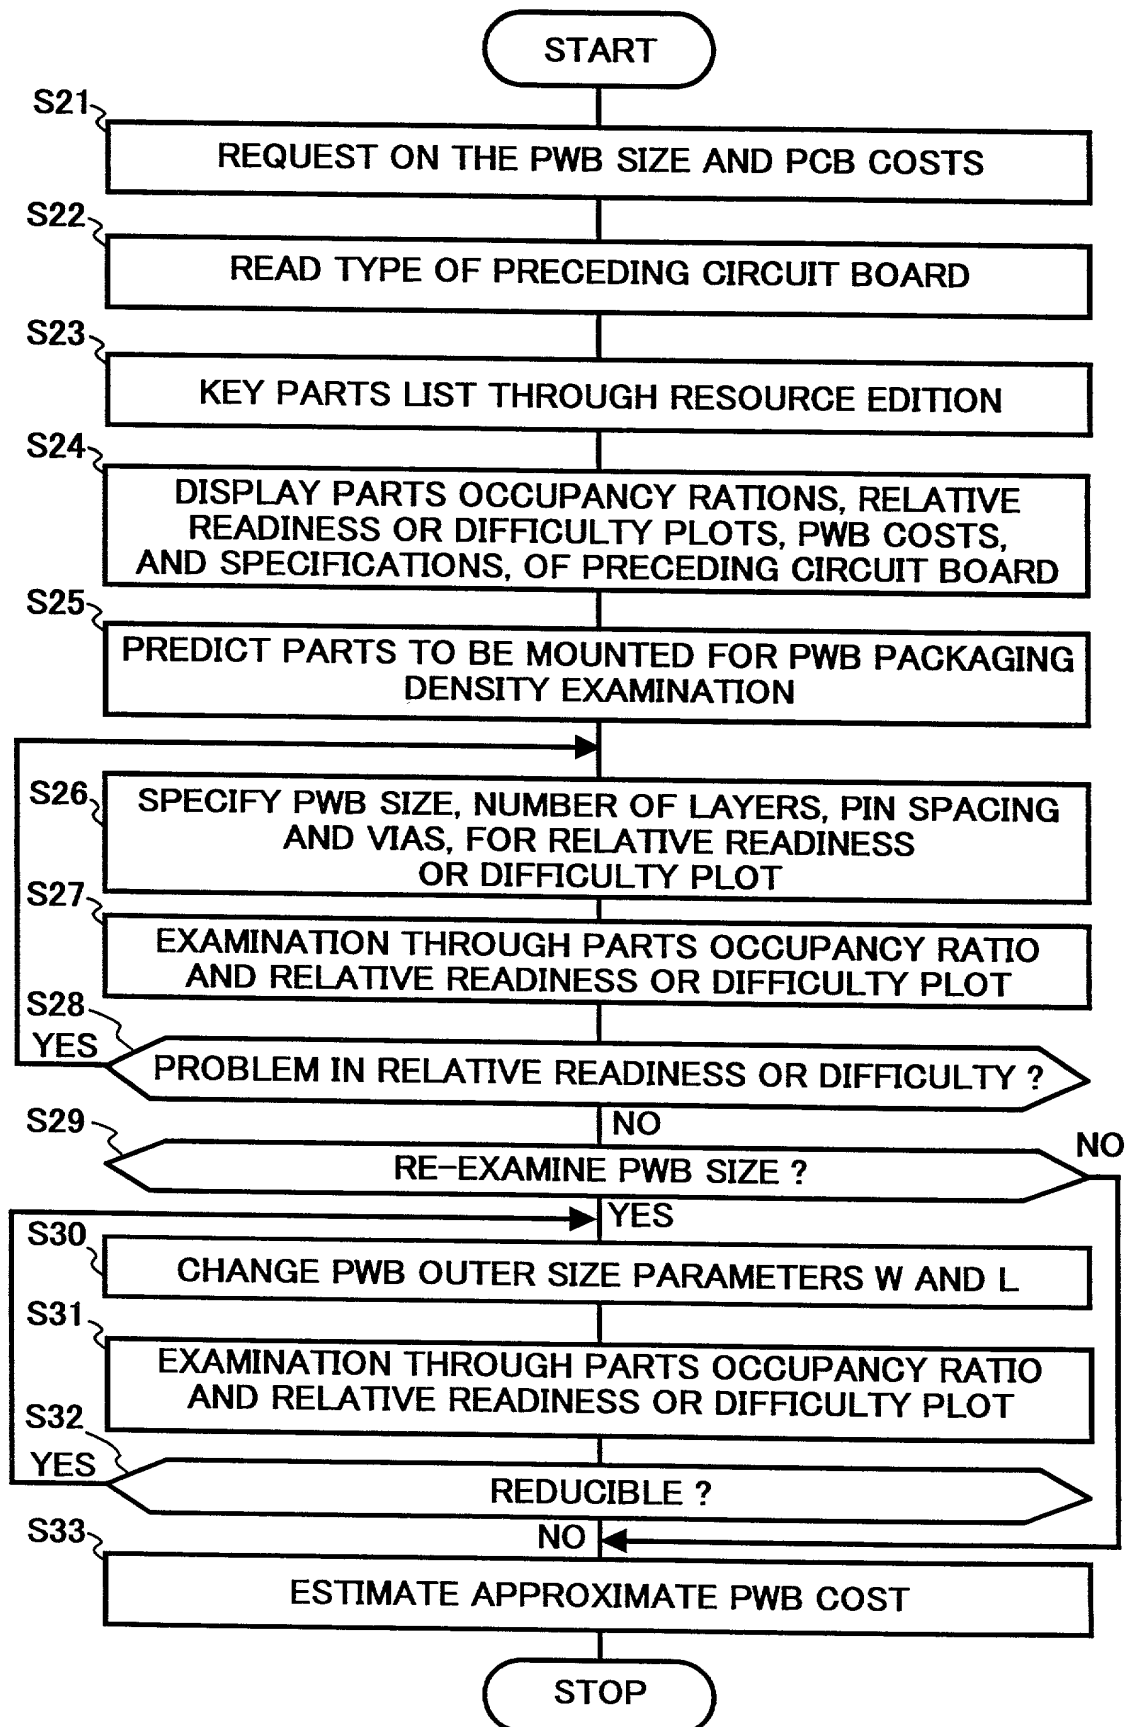 START
S21
REQUEST ON THE PWB SIZE AND PCB COSTS
S22
READ TYPE OF PRECEDING CIRCUIT BOARD
S23
KEY PARTS LIST THROUGH RESOURCE EDITION
S24
DISPLAY PARTS OCCUPANCY RATIONS, RELATIVE
READINESS OR DIFFICULTY PLOTS, PWB COSTS,
AND SPECIFICATIONS, OF PRECEDING CIRCUIT BOARD
S25
PREDICT PARTS TO BE MOUNTED FOR PWB PACKAGING
DENSITY EXAMINATION
S26
SPECIFY PWB SIZE, NUMBER OF LAYERS, PIN SPACING
AND VIAS, FOR RELATIVE READINESS
OR DIFFICULTY PLOT
S27
EXAMINATION THROUGH PARTS OCCUPANCY RATIO
AND RELATIVE READINESS OR DIFFICULTY PLOT
S28
YES
PROBLEM IN RELATIVE READINESS OR DIFFICULTY ?
NO
S29
NO
RE-EXAMINE PWB SIZE ?
YES
S30
CHANGE PWB OUTER SIZE PARAMETERS W AND L
S31
EXAMINATION THROUGH PARTS OCCUPANCY RATIO
AND RELATIVE READINESS OR DIFFICULTY PLOT
S32
YES
REDUCIBLE ?
NO
S33
ESTIMATE APPROXIMATE PWB COST
STOP